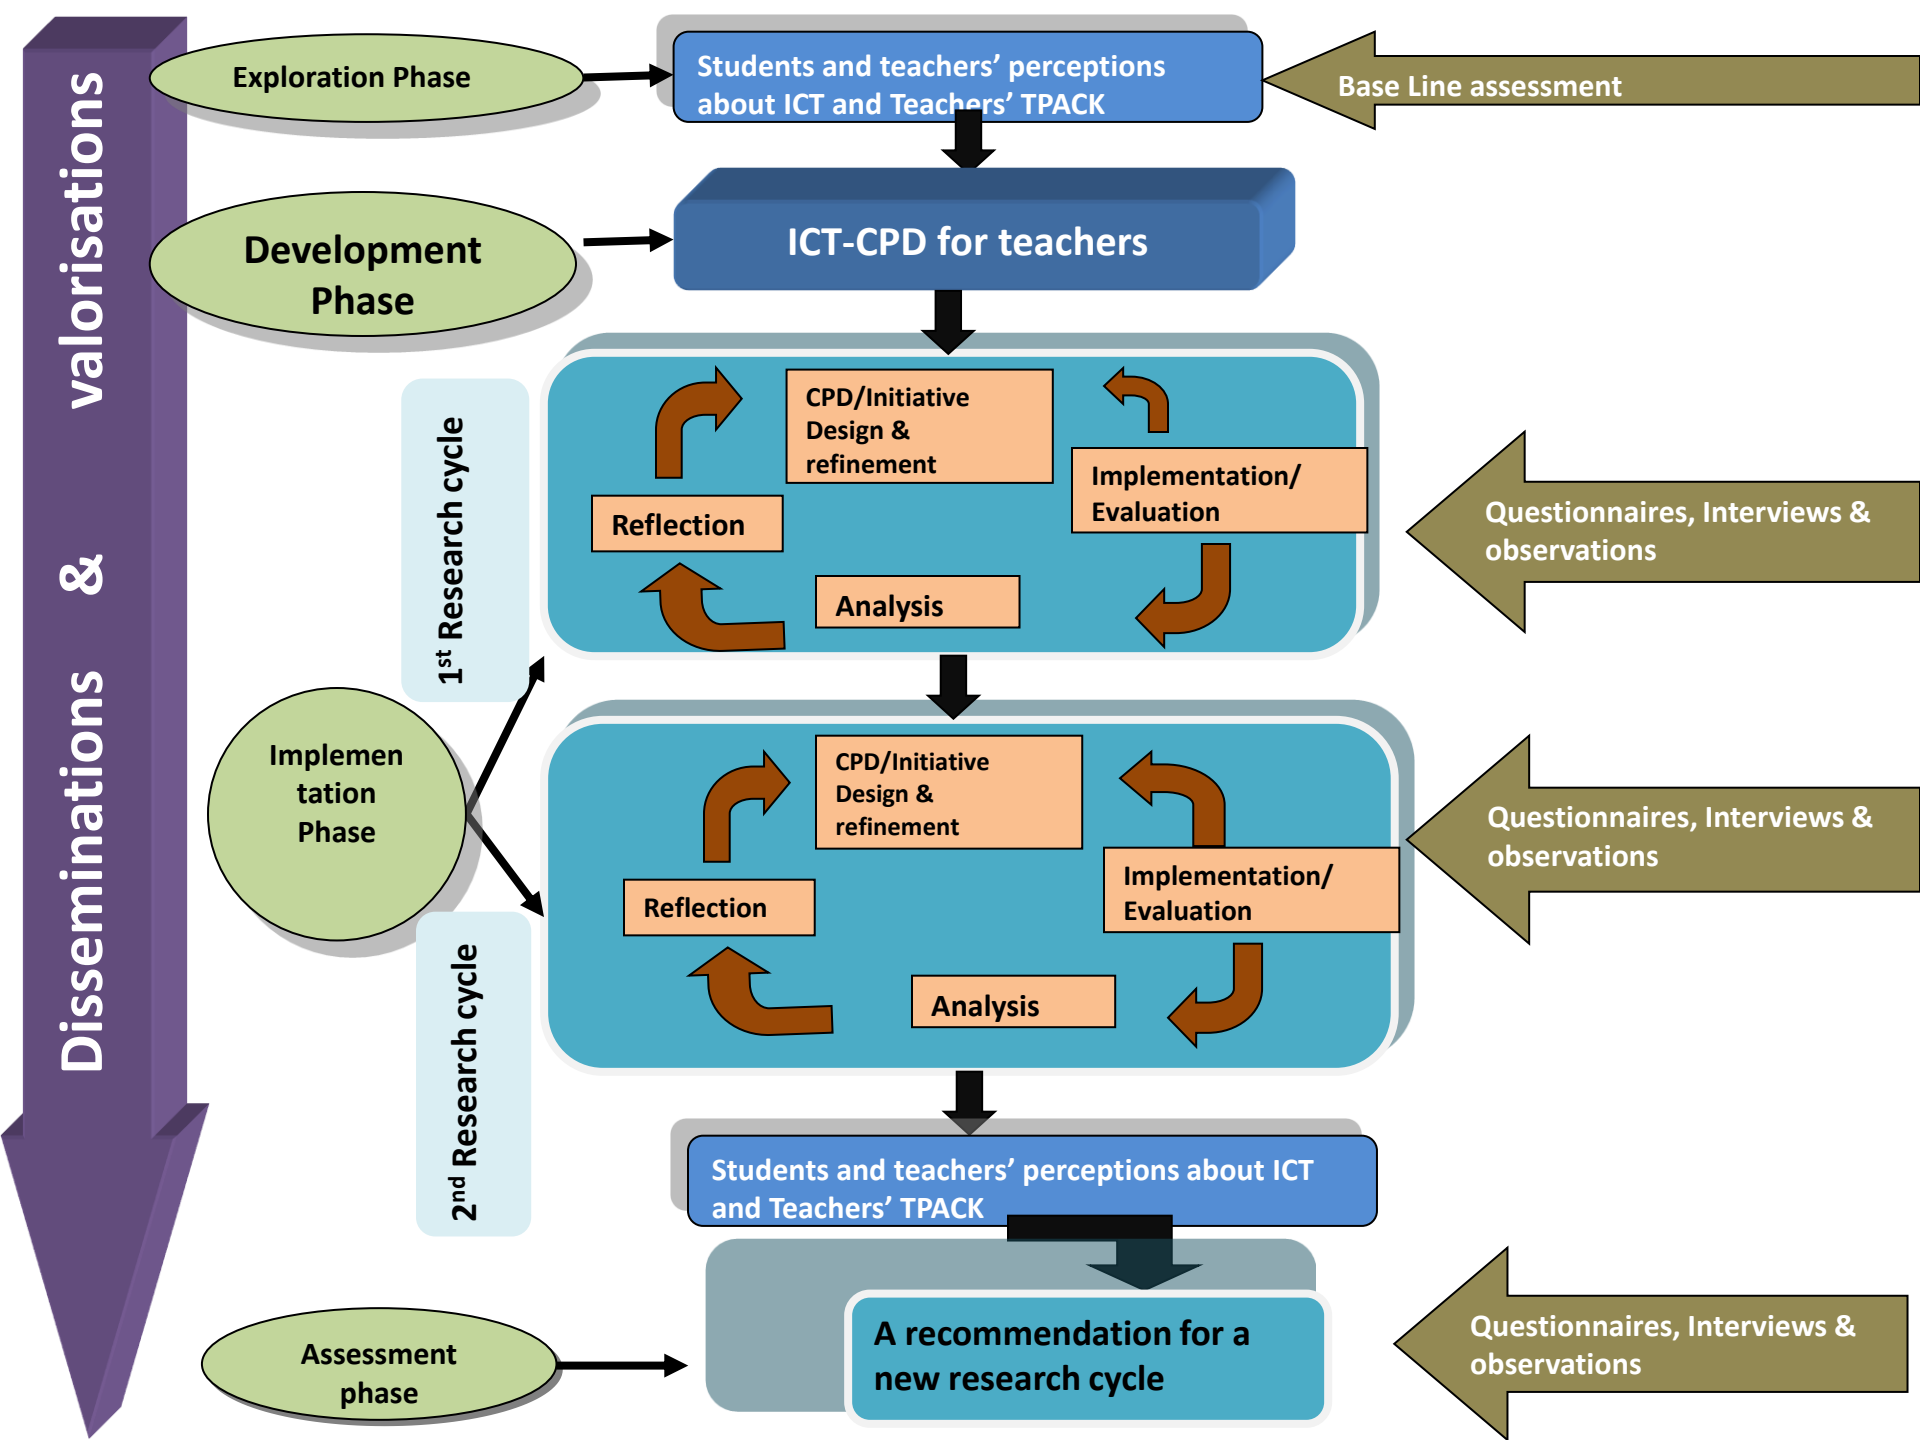 Disseminations & valorisations
Exploration Phase
Students and teachers’ perceptions
about ICT and Teachers’ TPACK
Base Line assessment
Development
Phase
ICT-CPD for teachers
1st Research cycle
CPD/Initiative
Design &
refinement
Implementation/
Evaluation
Reflection
Analysis
Questionnaires, Interviews &
observations
Implemen
tation
Phase
2nd Research cycle
CPD/Initiative
Design &
refinement
Implementation/
Evaluation
Reflection
Analysis
Questionnaires, Interviews &
observations
Students and teachers’ perceptions about ICT
and Teachers’ TPACK
Assessment
phase
A recommendation for a
new research cycle
Questionnaires, Interviews &
observations